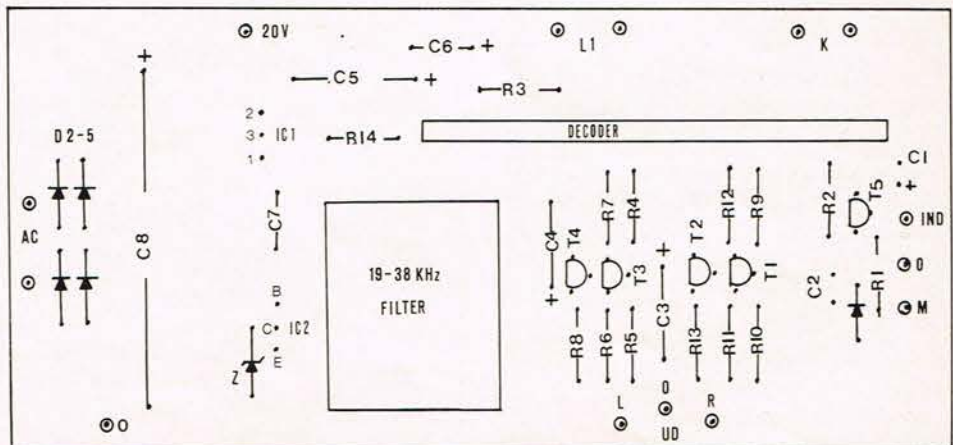 20V
L1
K
C6 +
+
C5 +
R3
D2-5
2
3 IC1
1
R14
DECODER
C1
+
C8
AC
C7
19-38 KHz
FILTER
C4
+
T4
R7
R4
T3
+
C3
T2
R12
R9
T1
R2
T5
IND
O
M
R1
C2
B
C IC2
E
Z
R8
R6
R5
R13
R11
R10
O
L
O
R
UD